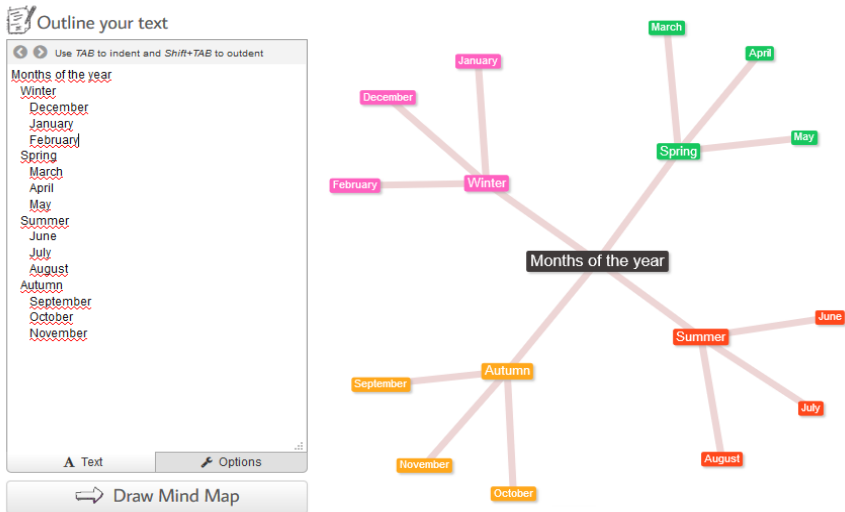 Outline your text
Use TAB to indent and Shift+TAB to outdent
Months of the year
Winter
December
January
February
Spring
March
April
May
Summer
June
July
August
Autumn
September
October
November
A Text
Options
Draw Mind Map
March
April
January
December
May
Spring
February
Winter
Months of the year
June
Summer
Autumn
September
July
August
November
October